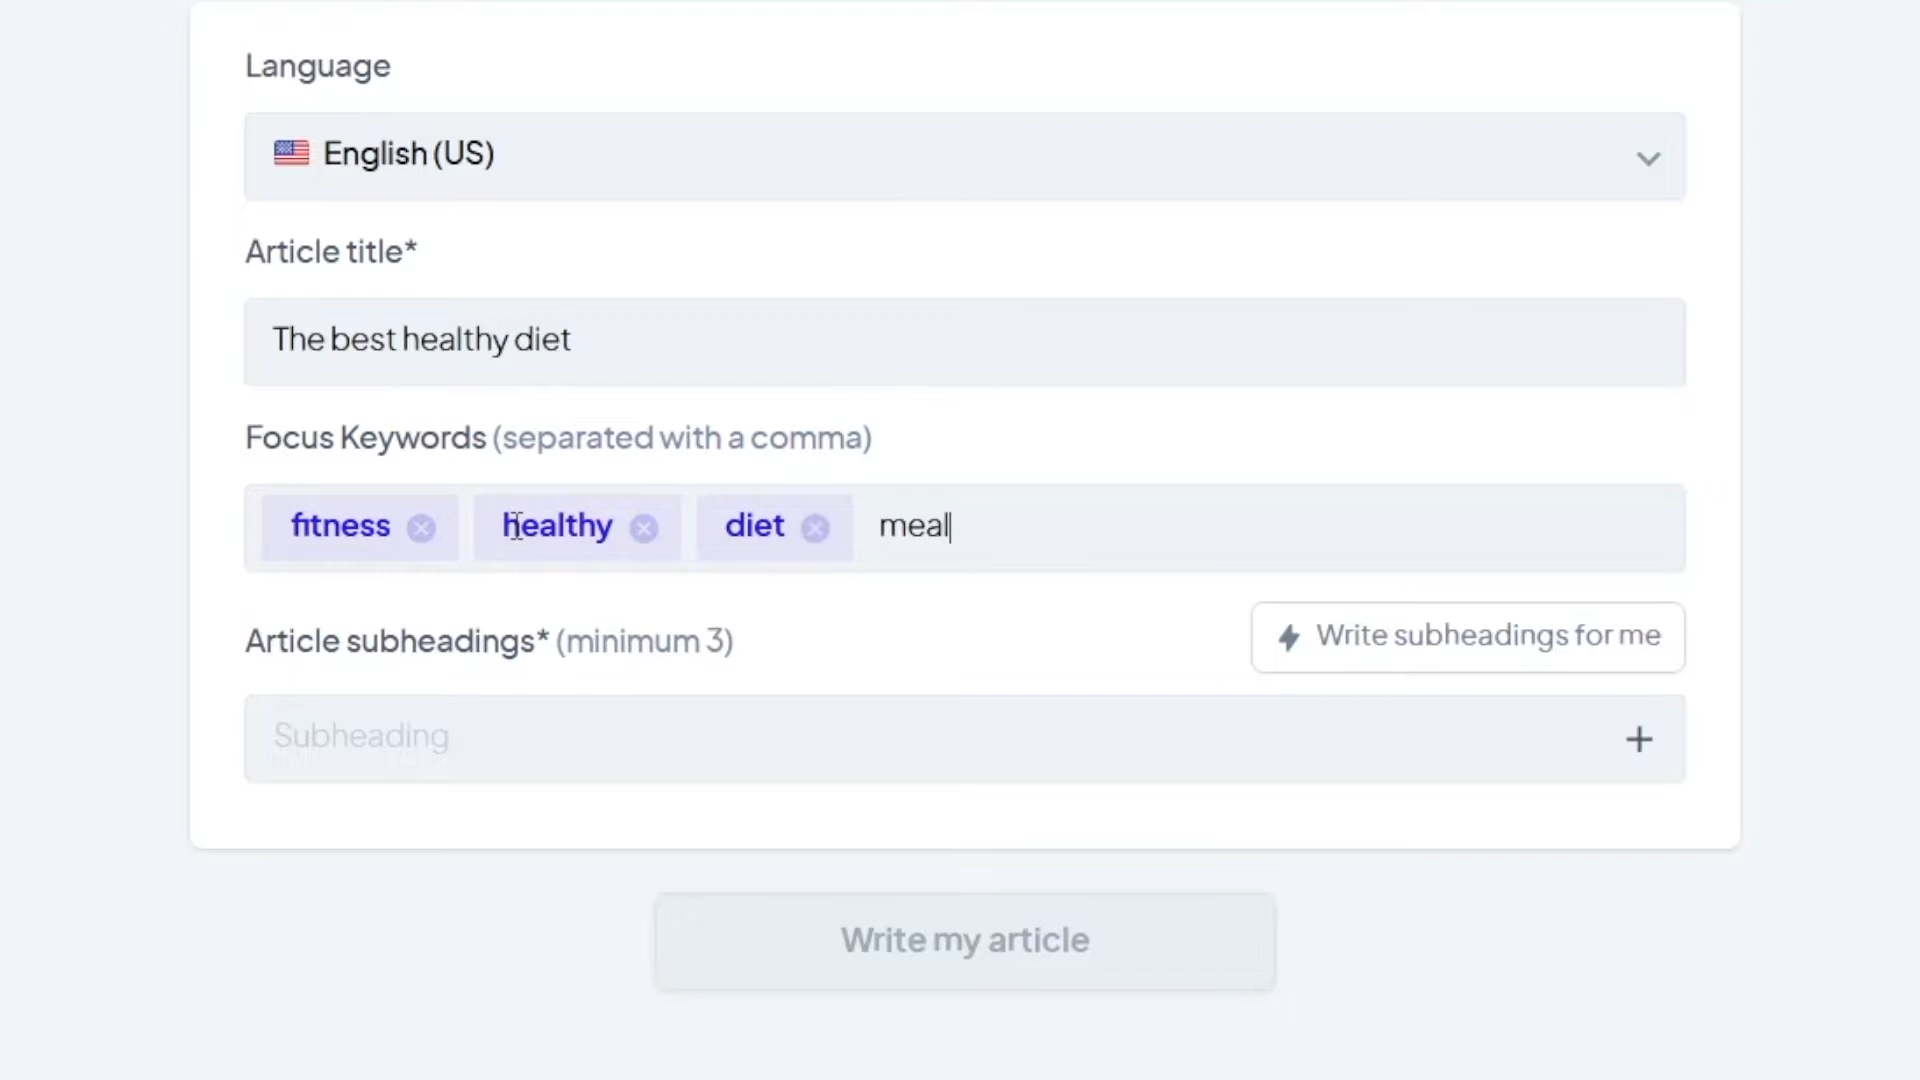 Language
English (US)
Article title*
The best healthy diet
Focus Keywords (separated with a comma)
fitness healthy diet meal
Article subheadings* (minimum 3)
Write subheadings for me
Subheading
Write my article